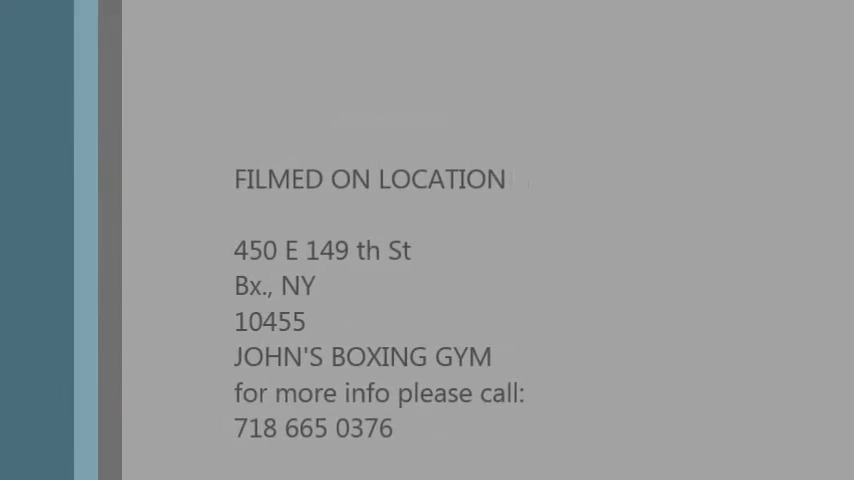 FILMED ON LOCATION
450 E 149 th St
Bx., NY
10455
JOHN'S BOXING GYM
for more info please call:
718 665 0376